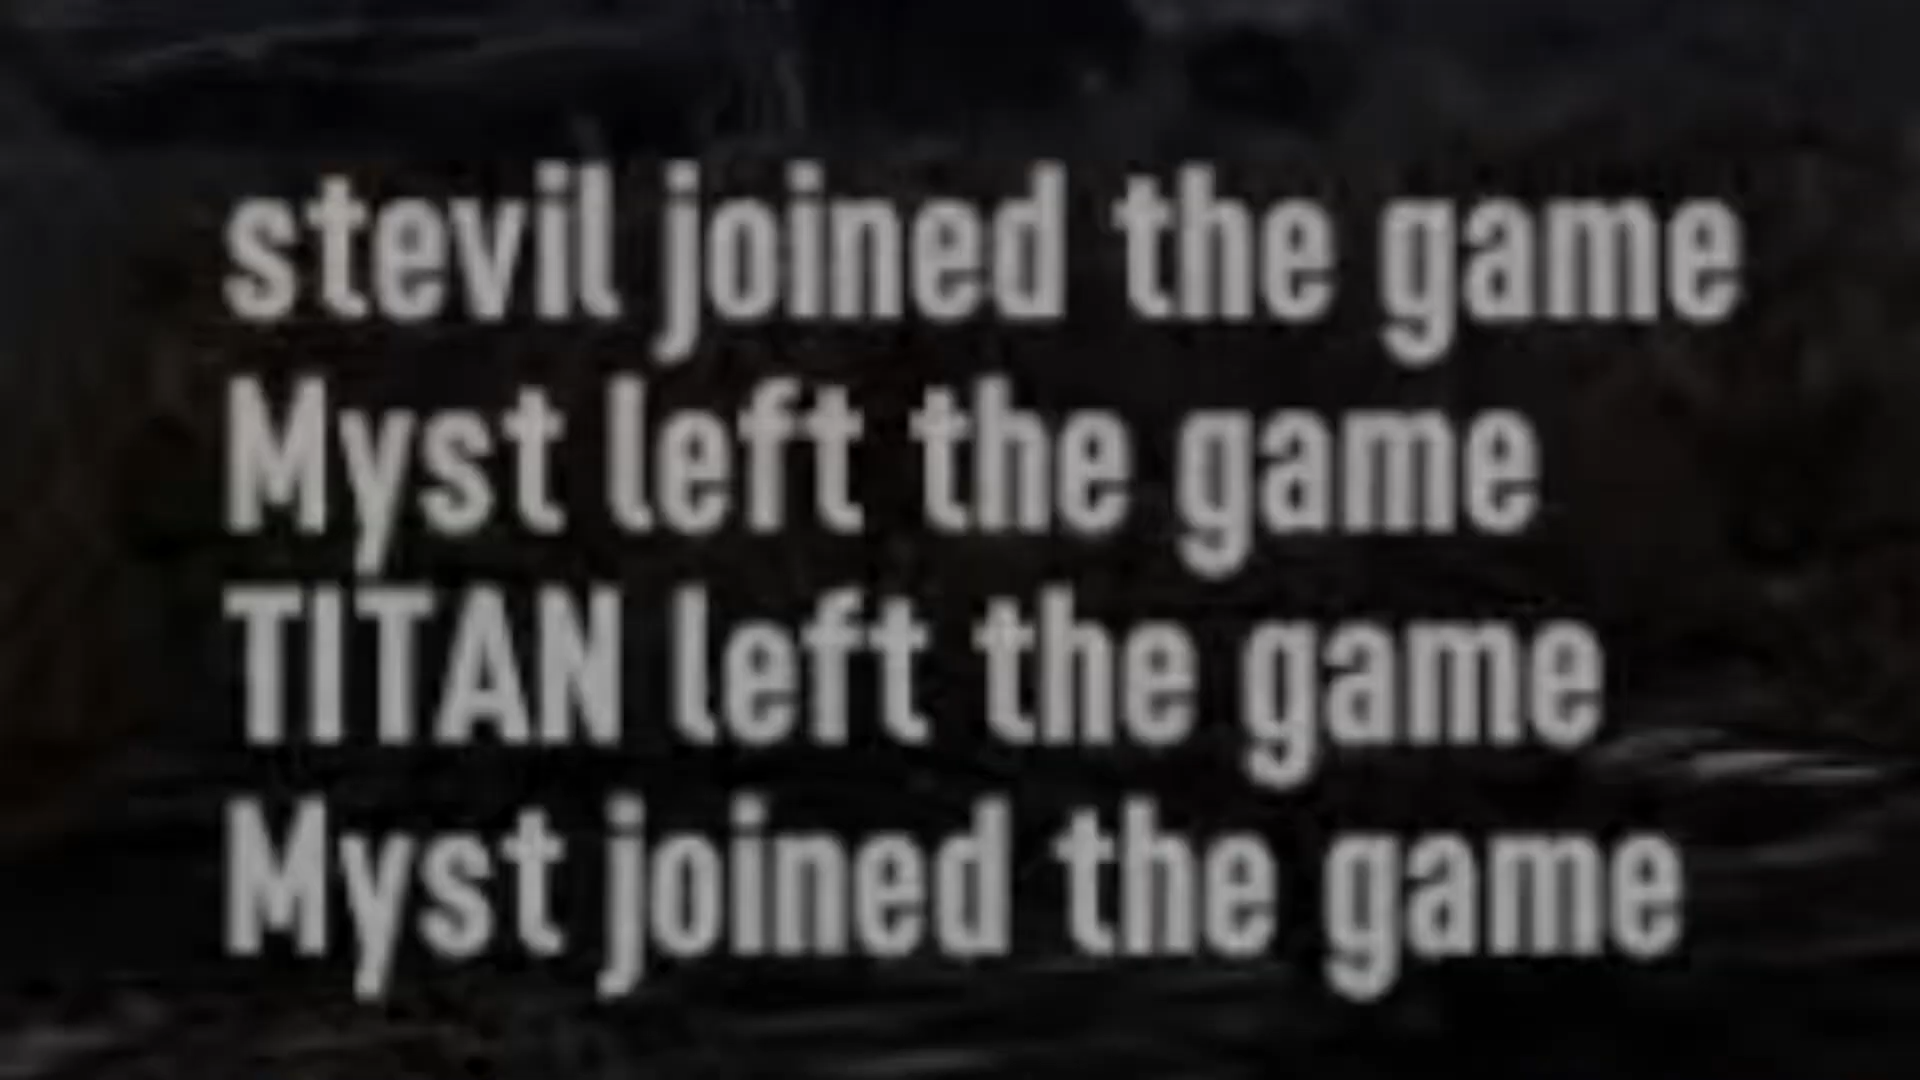 stevil joined the game
Myst left the game
TITAN left the game
Myst joined the game